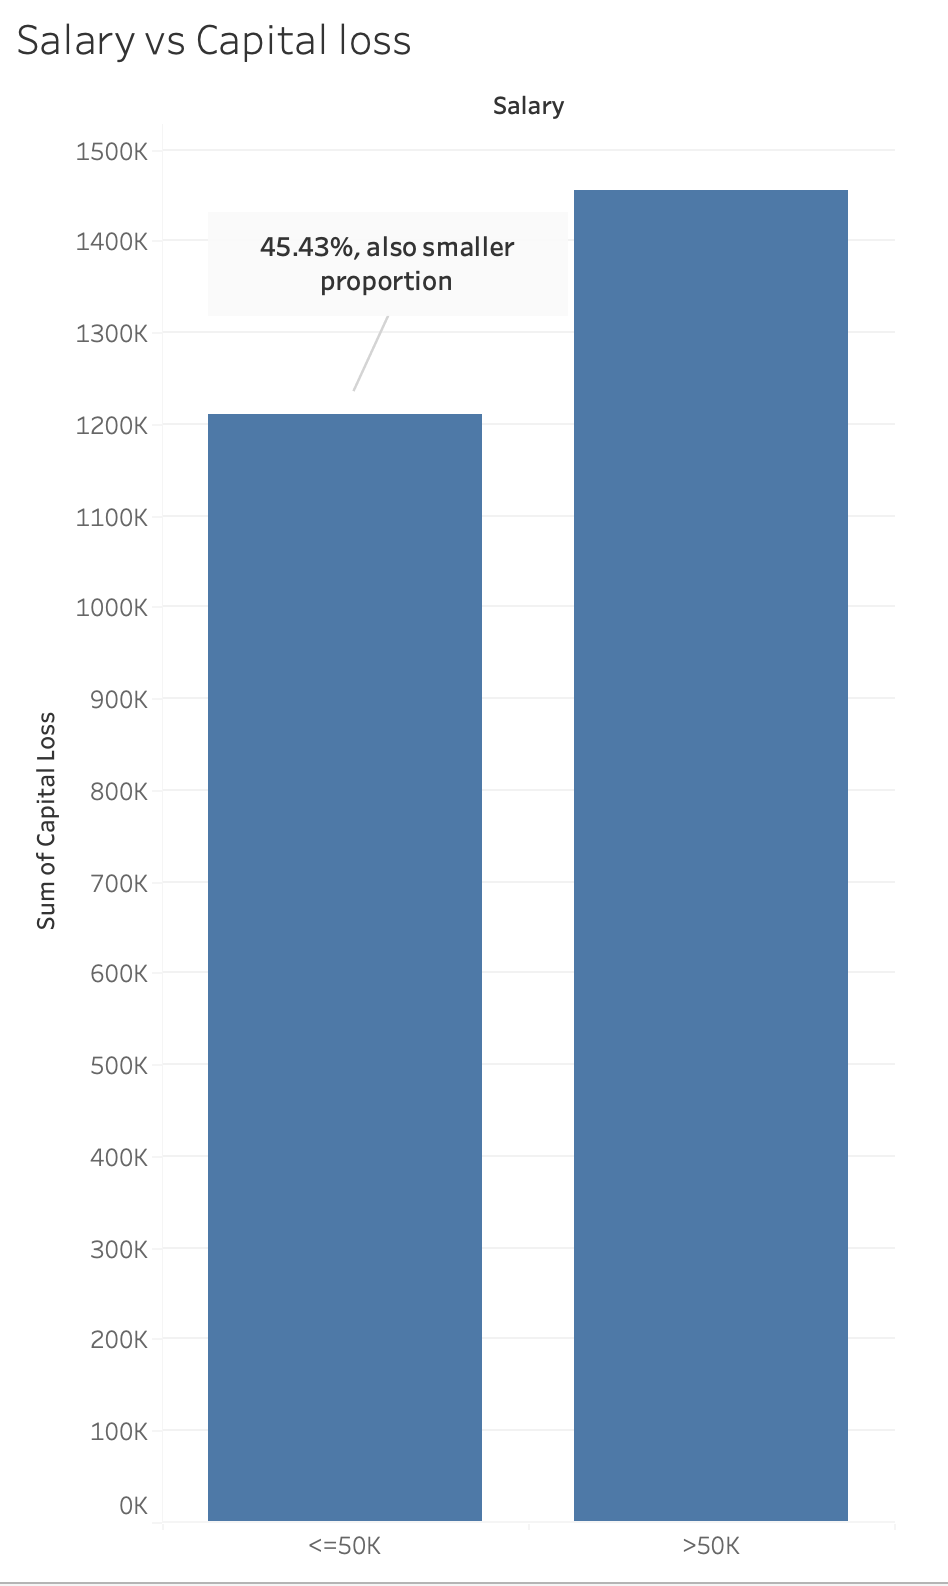 Salary vs Capital loss
Salary
1500K
1400K
1300K
1200K
1100K
1000K
900K
800K
700K
600K
500K
400K
300K
200K
100K
0K
Sum of Capital Loss
45.43%, also smaller
proportion
<=50K
>50K